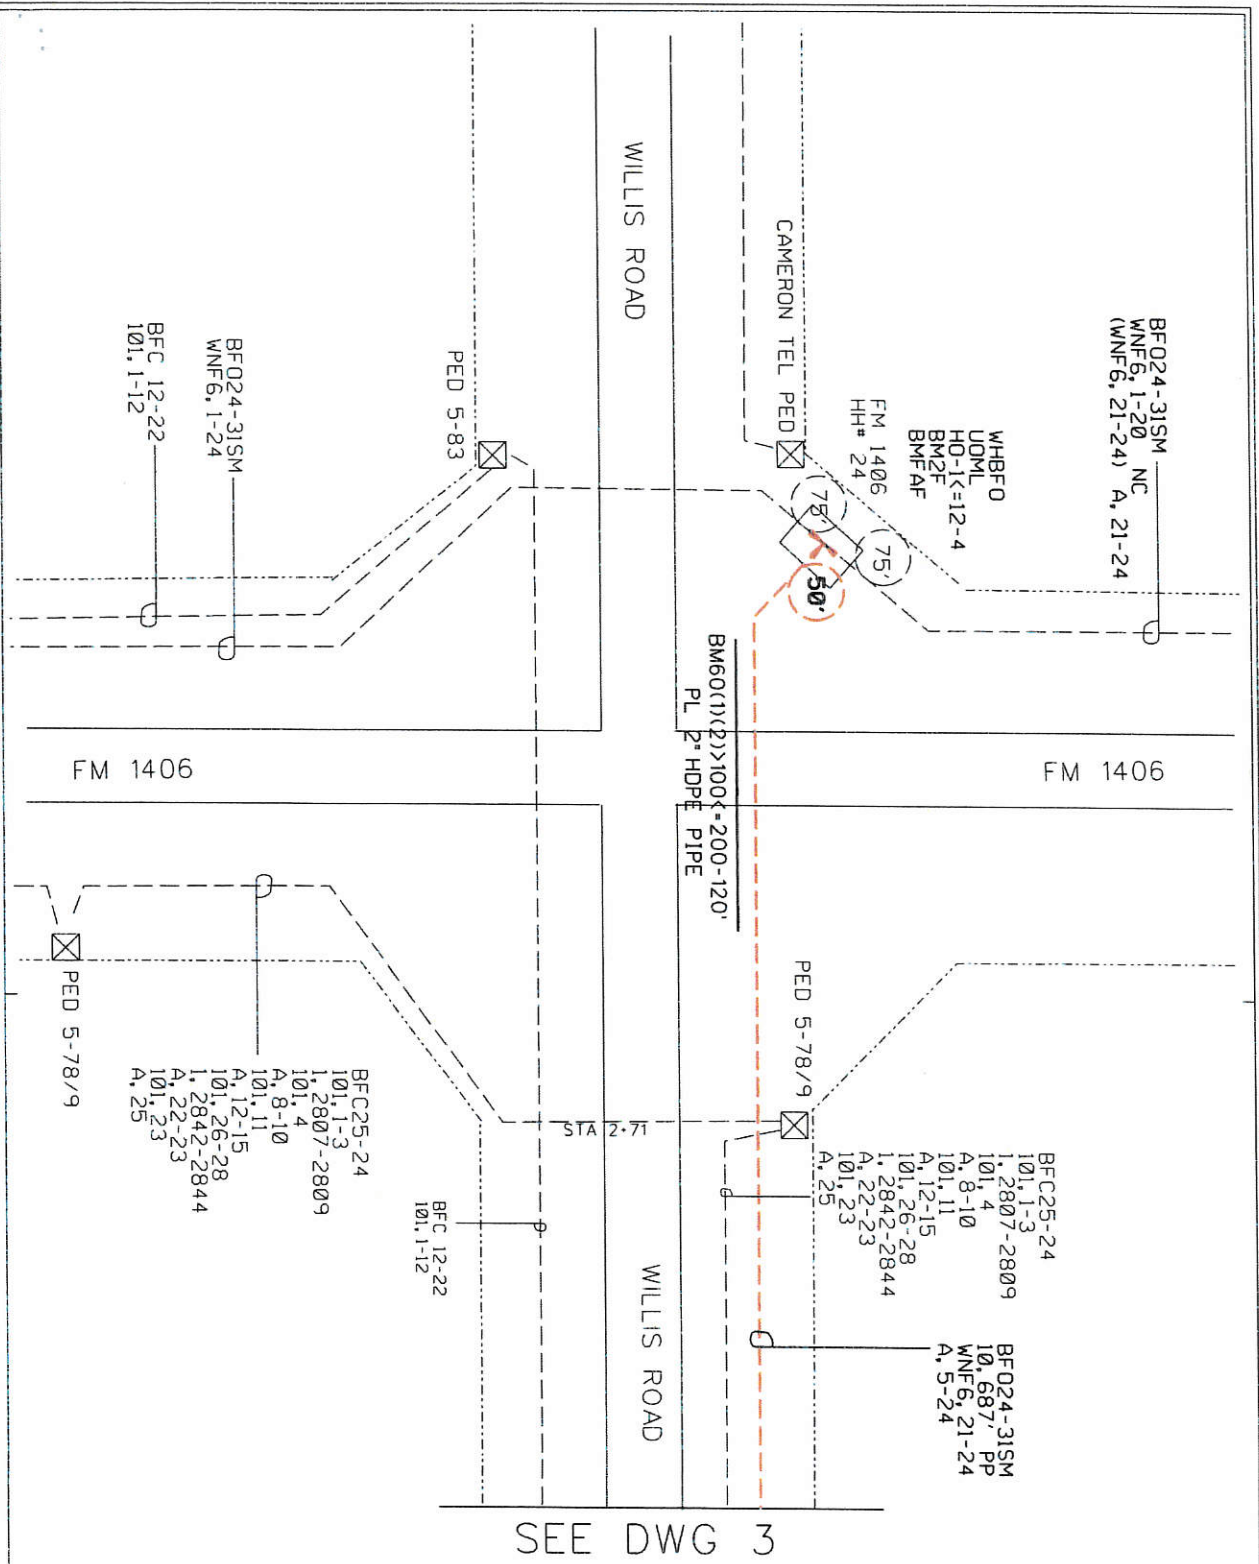 BFO24-31SM
WNF6, 1-20 NC
(WNF6, 21-24) A, 21-24
WHBFO
UOML
HO-1<=12-4
BM2F
BMFAF
FM 1406
HH# 24
CAMERON TEL PED
75'
75'
50'
WILLIS ROAD
PED 5-83
BFO24-31SM
WNF6, 1-24
BFC 12-22
101, 1-12
BM60(1)(2)>100<=200-120'
PL 2" HDPE PIPE
FM 1406
FM 1406
PED 5-78/9
BFC25-24
101, 1-3
1, 2807-2809
101, 4
A, 8-10
101, 11
A, 12-15
101, 26-28
1, 2842-2844
A, 22-23
101, 23
A, 25
BFO24-31SM
10, 687' PP
WNF6, 21-24
A, 5-24
STA 2+71
WILLIS ROAD
BFC 12-22
101, 1-12
BFC25-24
101, 1-3
1, 2807-2809
101, 4
A, 8-10
101, 11
A, 12-15
101, 26-28
1, 2842-2844
A, 22-23
101, 23
A, 25
PED 5-78/9
SEE DWG 3